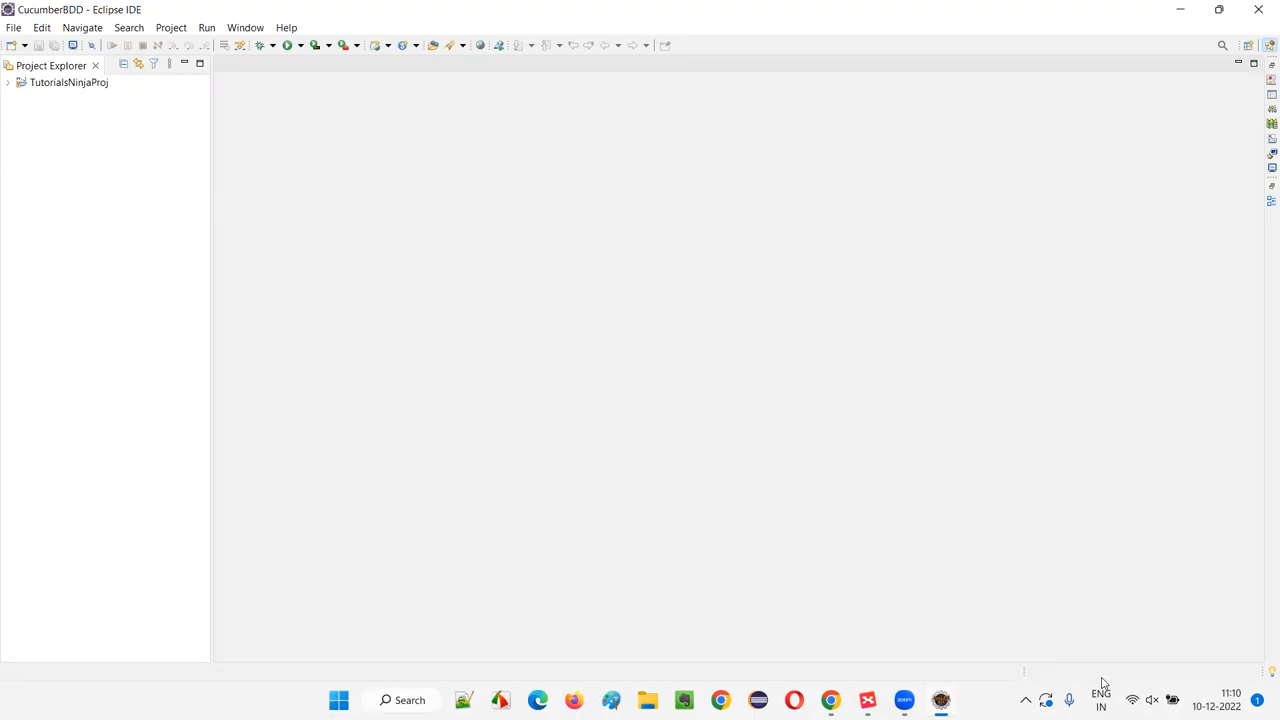 CucumberBDD - Eclipse IDE
File Edit Navigate Search Project Run Window Help
Project Explorer
TutorialsNinjaProj
Search
zoom
ENG
IN
11:10
10-12-2022
1